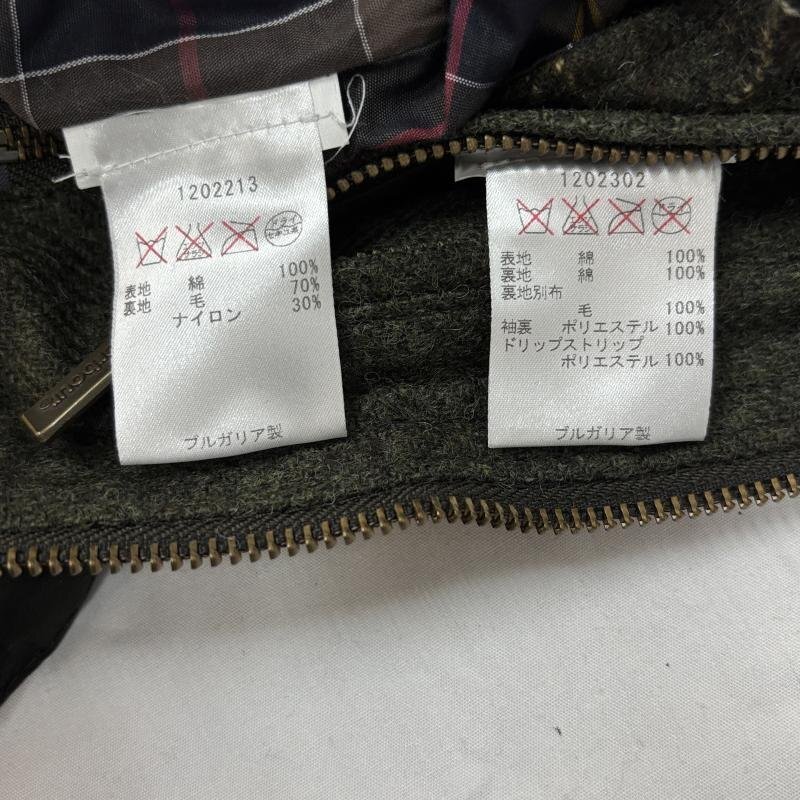 1202213
表地 綿 100%
裏地 毛 70%
ナイロン 30%
ブルガリア製
1202302
表地 綿 100%
裏地 綿 100%
裏地別布
毛 100%
袖裏 ポリエステル 100%
ドリップストリップ
ポリエステル 100%
ブルガリア製